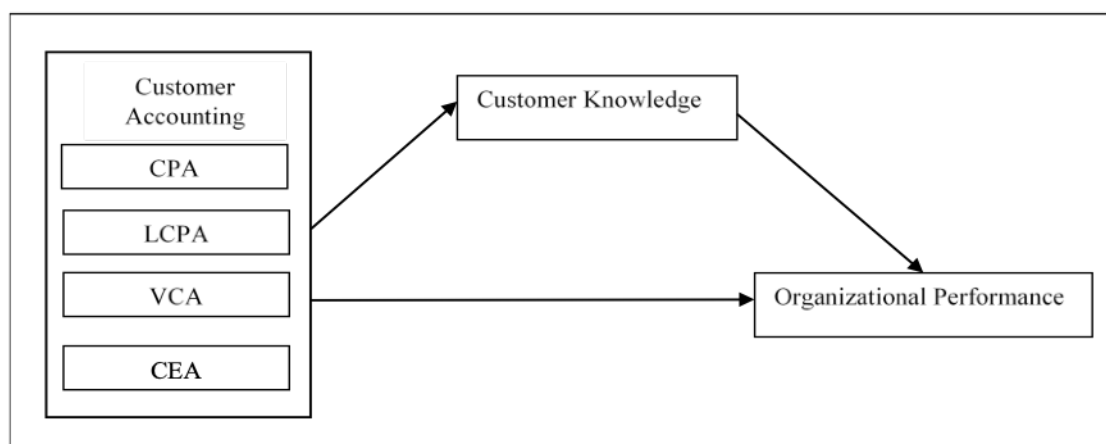 Customer
Accounting
CPA
LCPA
VCA
CEA
Customer Knowledge
Organizational Performance